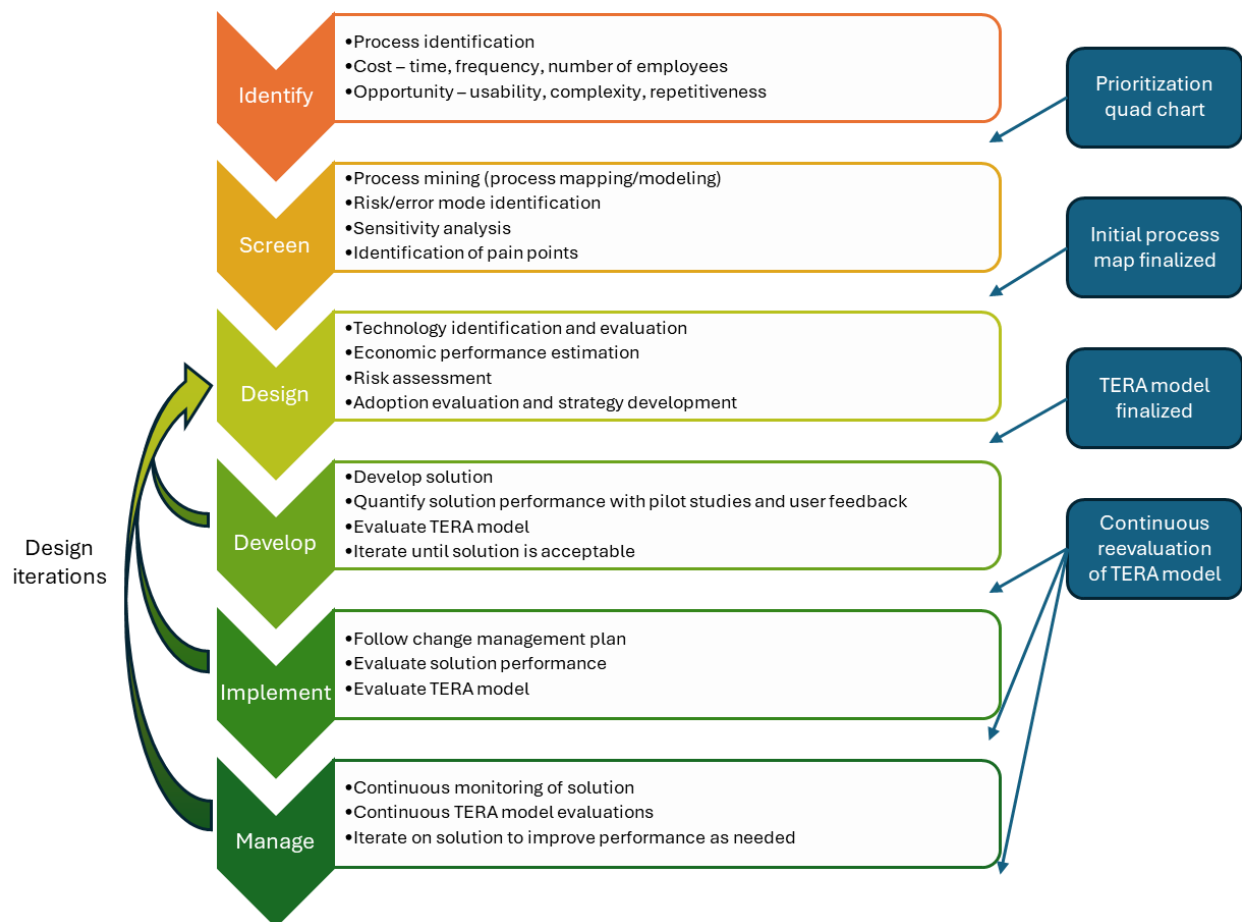 Identify
•Process identification
•Cost – time, frequency, number of employees
•Opportunity – usability, complexity, repetitiveness
Prioritization
quad chart
Screen
•Process mining (process mapping/modeling)
•Risk/error mode identification
•Sensitivity analysis
•Identification of pain points
Initial process
map finalized
Design
•Technology identification and evaluation
•Economic performance estimation
•Risk assessment
•Adoption evaluation and strategy development
TERA model
finalized
Develop
•Develop solution
•Quantify solution performance with pilot studies and user feedback
•Evaluate TERA model
•Iterate until solution is acceptable
Continuous
reevaluation
of TERA model
Design
iterations
Implement
•Follow change management plan
•Evaluate solution performance
•Evaluate TERA model
Manage
•Continuous monitoring of solution
•Continuous TERA model evaluations
•Iterate on solution to improve performance as needed